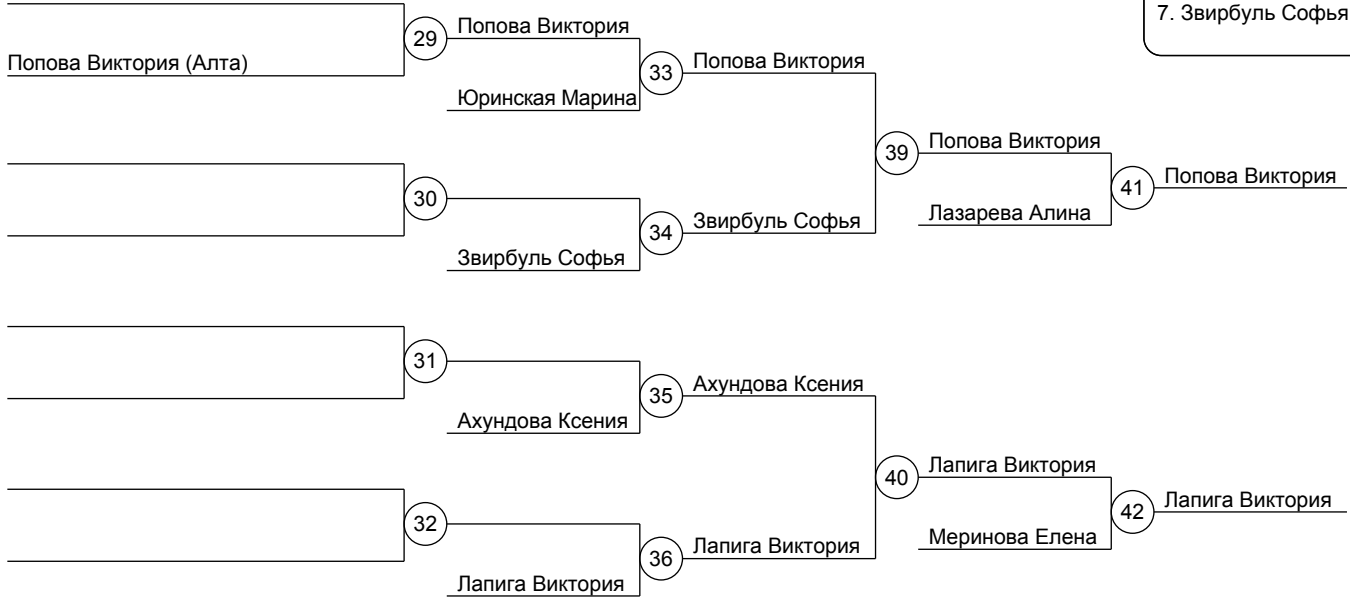 7. Звирбуль Софья
29
Попова Виктория
Попова Виктория (Алта)
33
Попова Виктория
Юринская Марина
39
Попова Виктория
41
Попова Виктория
30
34
Звирбуль Софья
Лазарева Алина
Звирбуль Софья
31
35
Ахундова Ксения
Ахундова Ксения
40
Лапига Виктория
42
Лапига Виктория
32
36
Лапига Виктория
Меринова Елена
Лапига Виктория